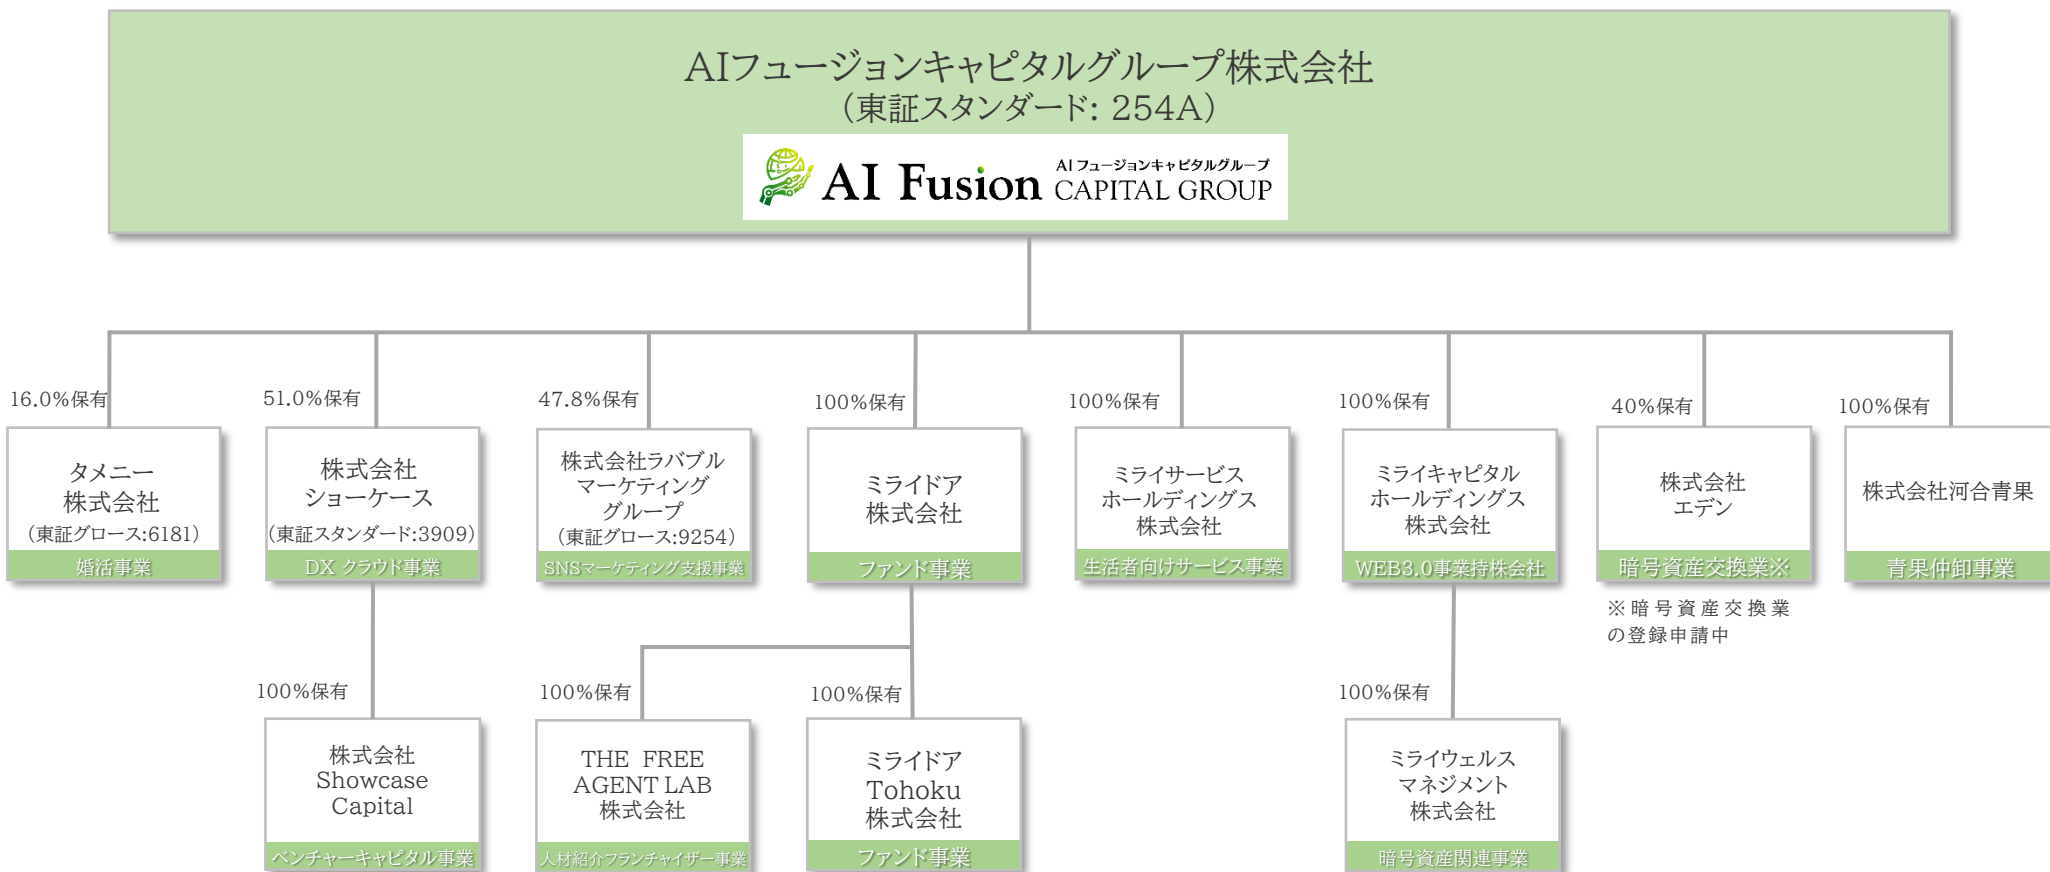 AIフュージョンキャピタルグループ株式会社
（東証スタンダード: 254A）
AI Fusion
AIフュージョンキャピタルグループ
CAPITAL GROUP
16.0%保有
タメニー
株式会社
（東証グロース:6181）
婚活事業
51.0%保有
株式会社
ショーケース
（東証スタンダード:3909）
DX クラウド事業
47.8%保有
株式会社ラバブル
マーケティング
グループ
（東証グロース:9254）
SNSマーケティング支援事業
100%保有
ミライドア
株式会社
ファンド事業
100%保有
ミライサービス
ホールディングス
株式会社
生活者向けサービス事業
100%保有
ミライキャピタル
ホールディングス
株式会社
WEB3.0事業持株会社
40%保有
株式会社
エデン
暗号資産交換業※
※暗号資産交換業
の登録申請中
100%保有
株式会社河合青果
青果仲卸事業
100%保有
株式会社
Showcase
Capital
ベンチャーキャピタル事業
100%保有
THE FREE
AGENT LAB
株式会社
人材紹介フランチャイザー事業
100%保有
ミライドア
Tohoku
株式会社
ファンド事業
100%保有
ミライウェルス
マネジメント
株式会社
暗号資産関連事業